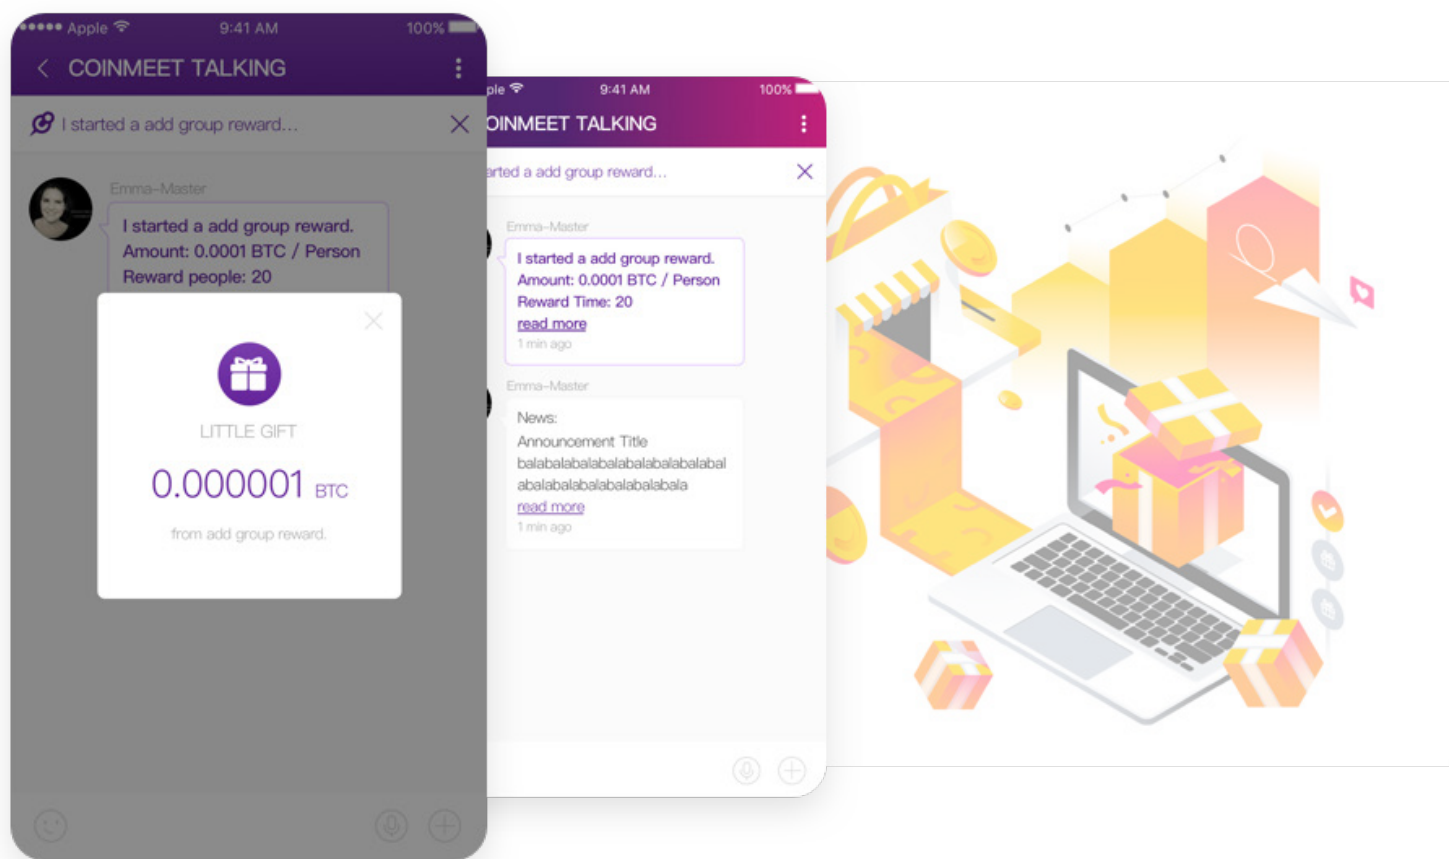 Apple 9:41 AM 100%
COINMEET TALKING
I started a add group reward...
Emma-Master
I started a add group reward.
Amount: 0.0001 BTC / Person
Reward people: 20
LITTLE GIFT
0.000001 BTC
from add group reward.
ple 9:41 AM 100%
OINMEET TALKING
arted a add group reward...
Emma-Master
I started a add group reward.
Amount: 0.0001 BTC / Person
Reward Time: 20
read more
1 min ago
Emma-Master
News:
Announcement Title
balabalabalabalabalabalabalabal
abalabalabalabalabalabala
read more
1 min ago